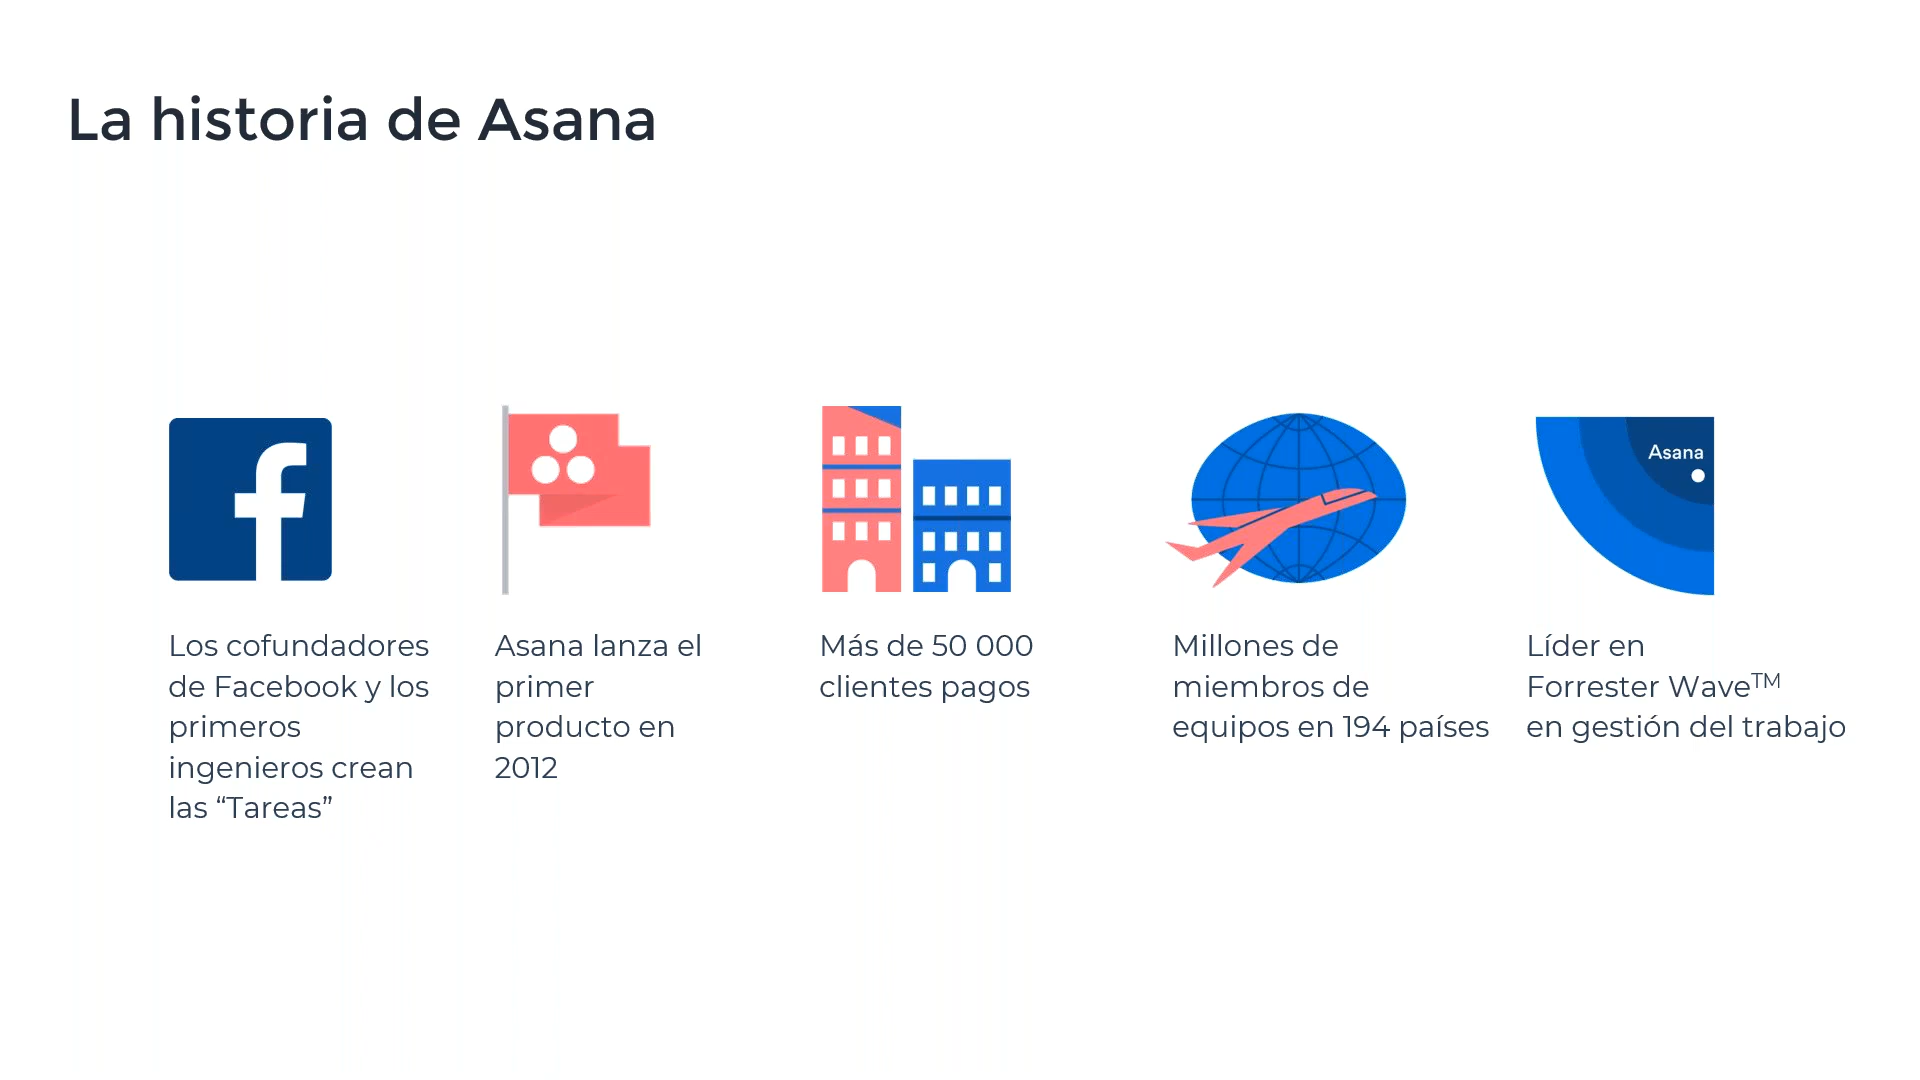 La historia de Asana
Asana
Los cofundadores
de Facebook y los
primeros
ingenieros crean
las “Tareas”
Asana lanza el
primer
producto en
2012
Más de 50 000
clientes pagos
Millones de
miembros de
equipos en 194 países
Líder en
Forrester Wave™
en gestión del trabajo